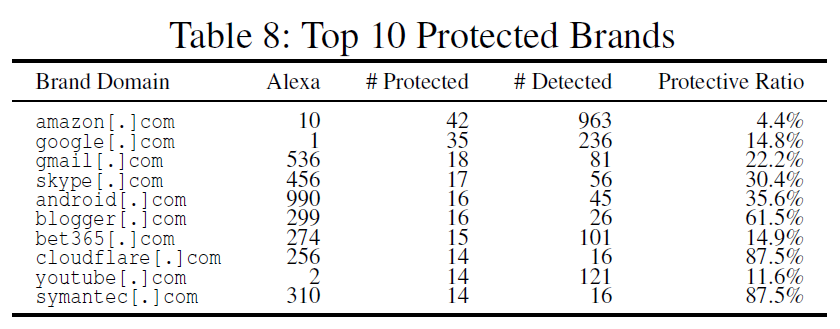 Table 8: Top 10 Protected Brands
Brand Domain Alexa # Protected # Detected Protective Ratio
amazon[.]com 10 42 963 4.4%
google[.]com 1 35 236 14.8%
gmail[.]com 536 18 81 22.2%
skype[.]com 456 17 56 30.4%
android[.]com 990 16 45 35.6%
blogger[.]com 299 16 26 61.5%
bet365[.]com 274 15 101 14.9%
cloudflare[.]com 256 14 16 87.5%
youtube[.]com 2 14 121 11.6%
symantec[.]com 310 14 16 87.5%